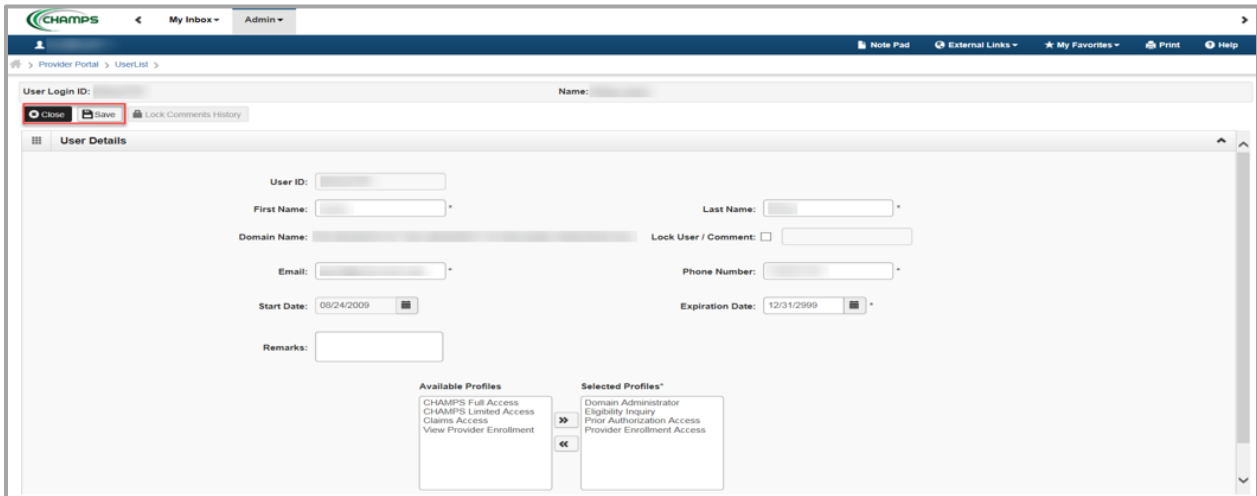 CHAMPS My Inbox Admin
Note Pad External Links My Favorites Print Help
> Provider Portal > UserList >
User Login ID: Name:
Close Save Lock Comments History
User Details
User ID:
First Name: * Last Name: *
Domain Name: Lock User / Comment:
Email: * Phone Number: *
Start Date: 08/24/2009 Expiration Date: 12/31/2999 *
Remarks:
Available Profiles Selected Profiles*
CHAMPS Full Access Domain Administrator
CHAMPS Limited Access Eligibility Inquiry
Claims Access Prior Authorization Access
View Provider Enrollment Provider Enrollment Access